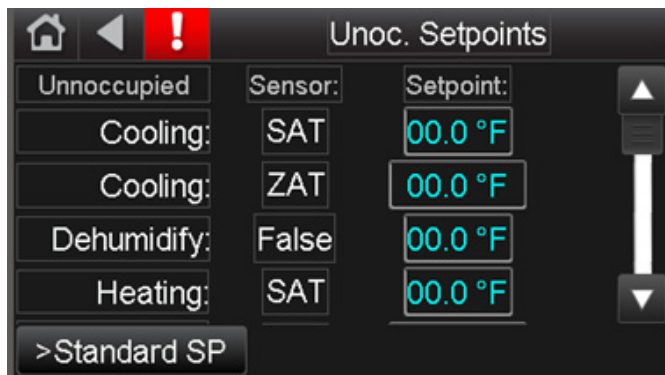 ! Unoc. Setpoints
Unnoccupied Sensor: Setpoint:
Cooling: SAT 00.0 °F
Cooling: ZAT 00.0 °F
Dehumidify: False 00.0 °F
Heating: SAT 00.0 °F
>Standard SP